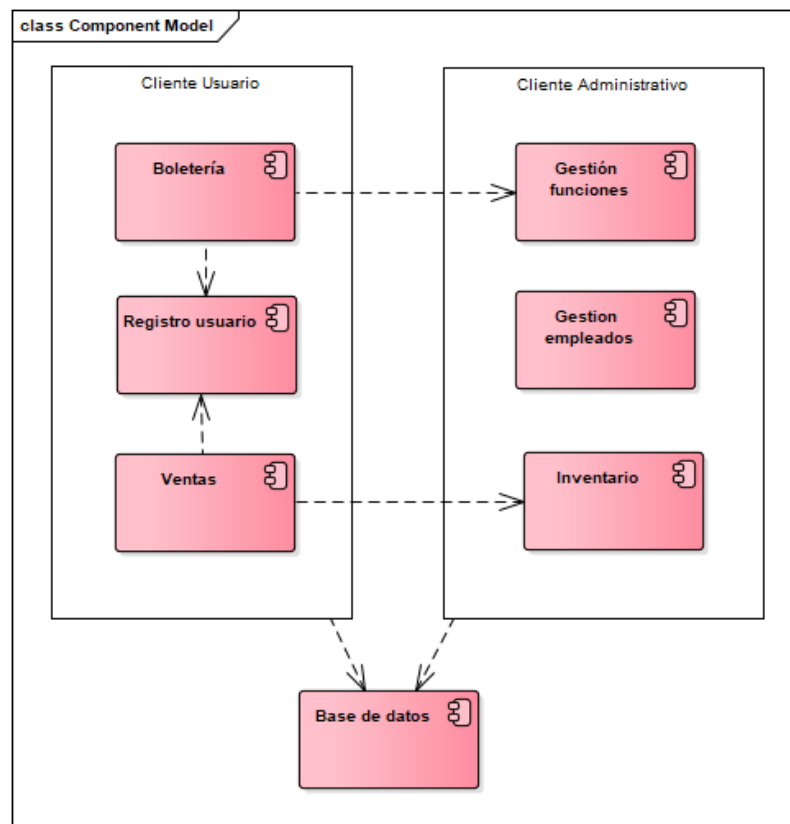 class Component Model
Cliente Usuario
Boletería
Registro usuario
Ventas
Cliente Administrativo
Gestión
funciones
Gestion
empleados
Inventario
Base de datos